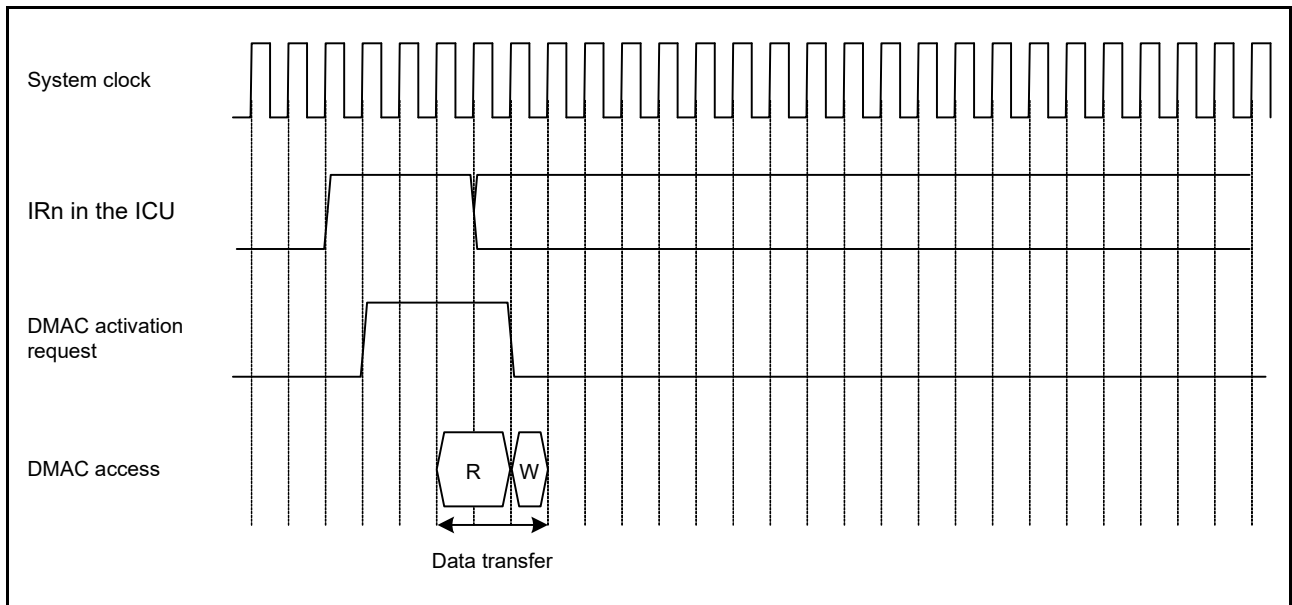 System clock
IRn in the ICU
DMAC activation
request
DMAC access
R
W
Data transfer